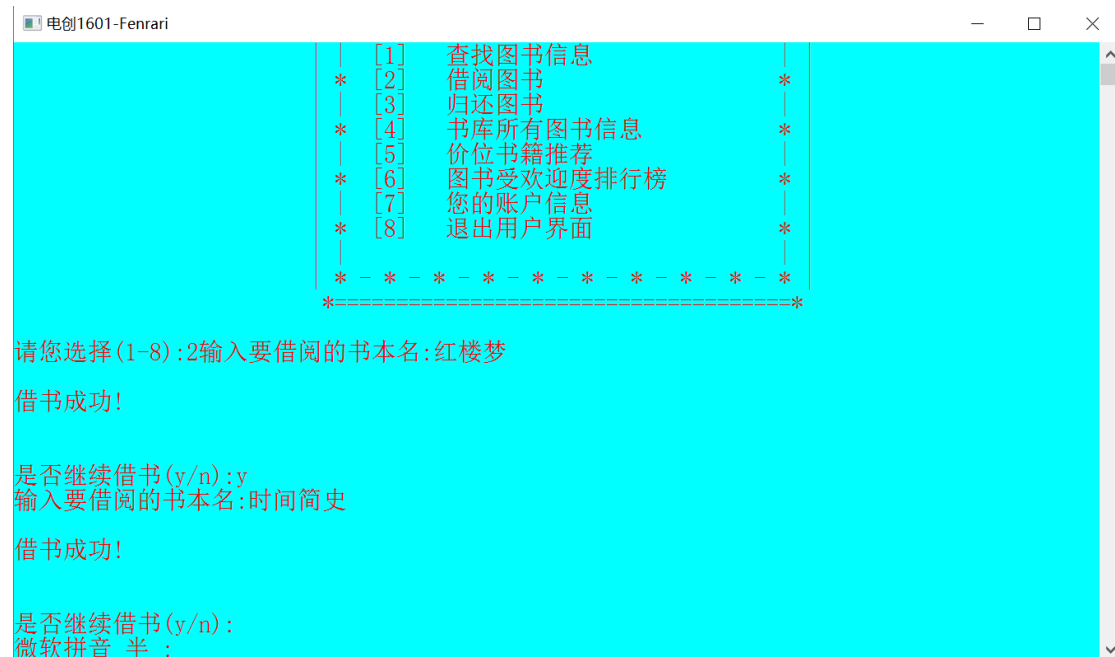 电创1601-Fenrari
| [1] 查找图书信息 |
* [2] 借阅图书 *
| [3] 归还图书 |
* [4] 书库所有图书信息 *
| [5] 价位书籍推荐 |
* [6] 图书受欢迎度排行榜 *
| [7] 您的账户信息 |
* [8] 退出用户界面 *
* - * - * - * - * - * - * - * - * - *
*=====================================*
请您选择(1-8):2输入要借阅的书本名:红楼梦
借书成功!
是否继续借书(y/n):y
输入要借阅的书本名:时间简史
借书成功!
是否继续借书(y/n):
微软拼音 半 :